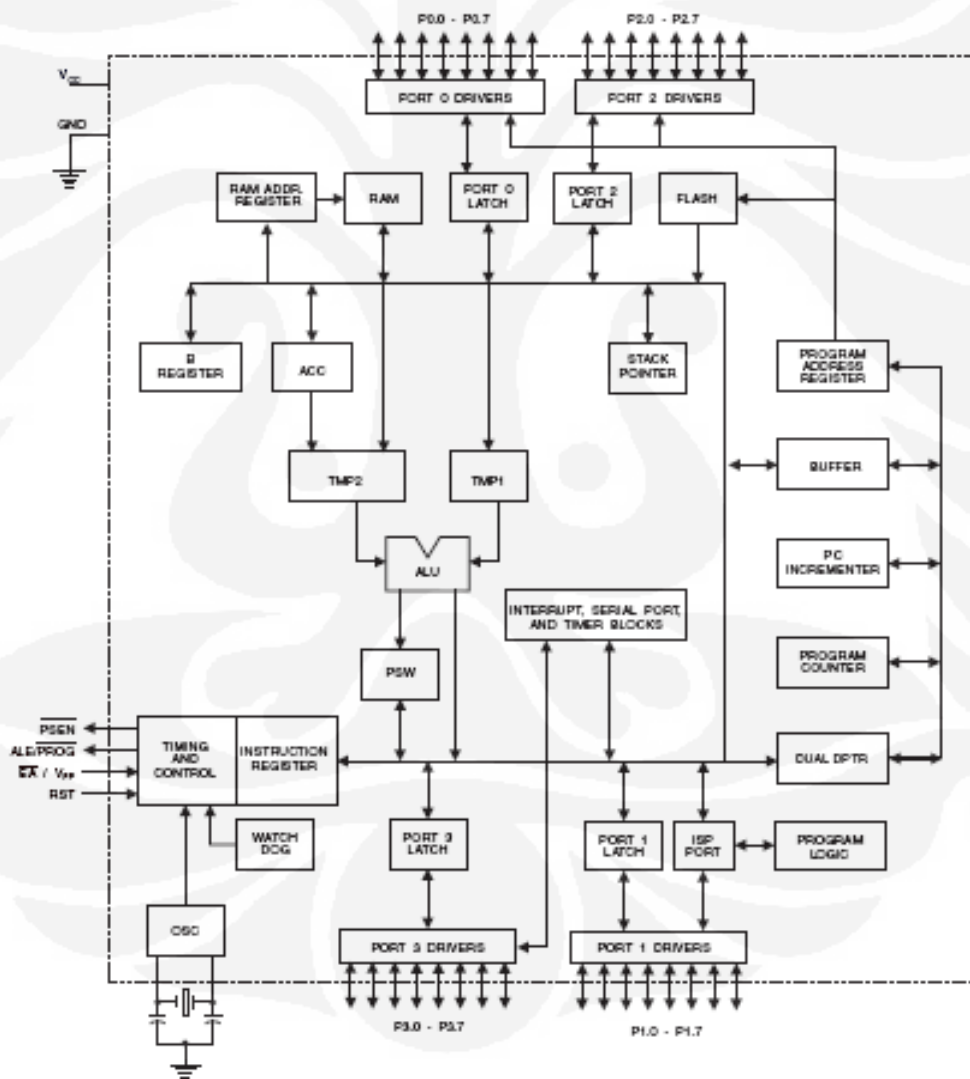 P0.0 - P0.7
P2.0 - P2.7
VCC
PORT 0 DRIVERS
PORT 2 DRIVERS
GND
RAM ADDR.
REGISTER
RAM
PORT 0
LATCH
PORT 2
LATCH
FLASH
B
REGISTER
ACC
STACK
POINTER
PROGRAM
ADDRESS
REGISTER
TMP2
TMP1
BUFFER
ALU
PC
INCREMENTER
INTERRUPT, SERIAL PORT,
AND TIMER BLOCKS
PSW
PROGRAM
COUNTER
PSEN
ALE/PROG
EA / VPP
RST
TIMING
AND
CONTROL
INSTRUCTION
REGISTER
DUAL DPTR
WATCH
DOG
PORT 3
LATCH
PORT 1
LATCH
ISP
PORT
PROGRAM
LOGIC
OSC
PORT 3 DRIVERS
PORT 1 DRIVERS
P3.0 - P3.7
P1.0 - P1.7